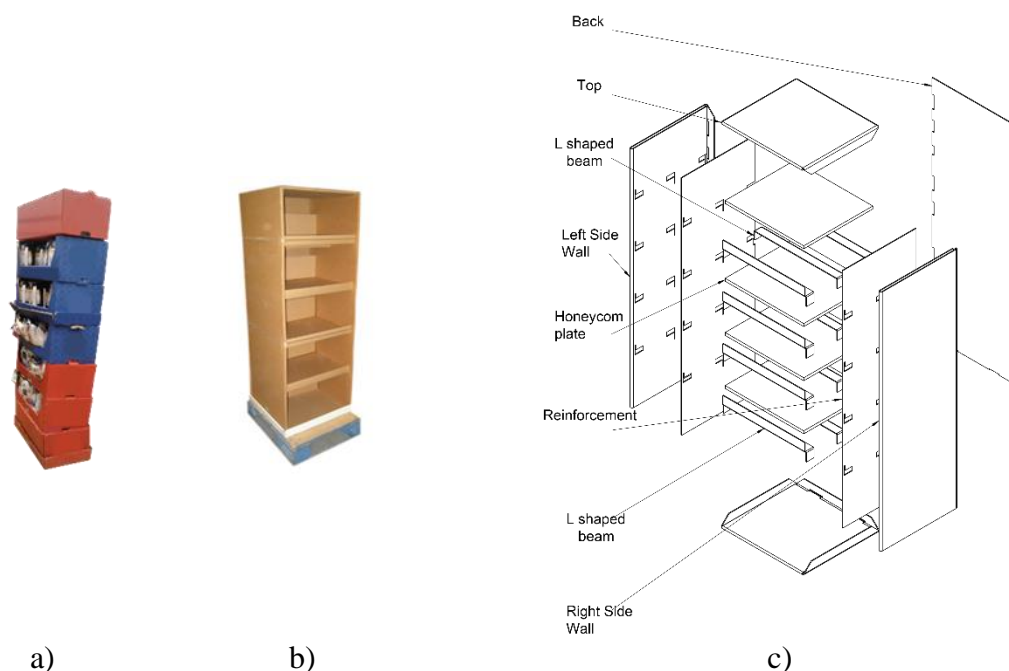 Back
Top
L shaped
beam
Left Side
Wall
Honeycom
plate
Reinforcement
L shaped
beam
Right Side
Wall
a)
b)
c)